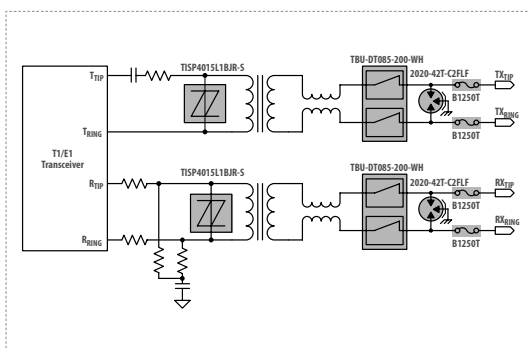 TISP4015L1BJR-S
TBU-DT085-200-WH
2020-42T-C2FLF
TTIP
TXTIP
B1250T
TRING
TXRING
B1250T
T1/E1
Transceiver
TISP4015L1BJR-S
TBU-DT085-200-WH
2020-42T-C2FLF
RTIP
RXTIP
B1250T
RRING
RXRING
B1250T